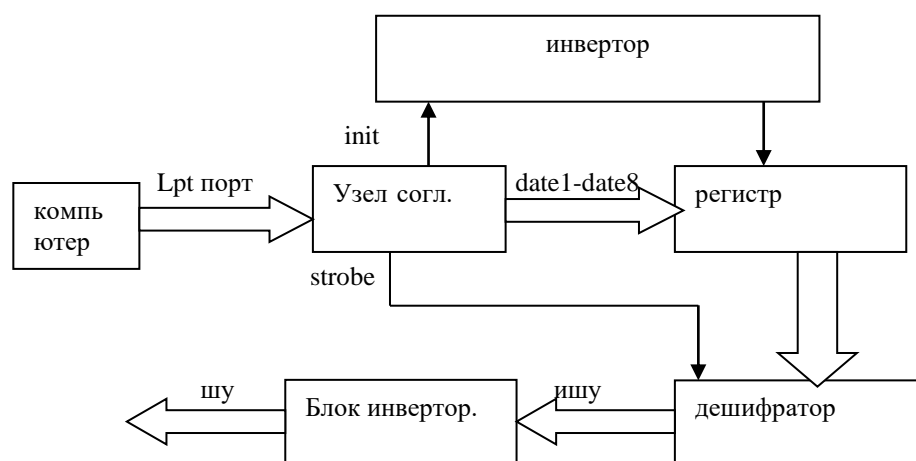 инвертор
init
Lpt порт
Узел согл.
date1-date8
регистр
компь
ютер
strobe
шу
Блок инвертор.
ишу
дешифратор